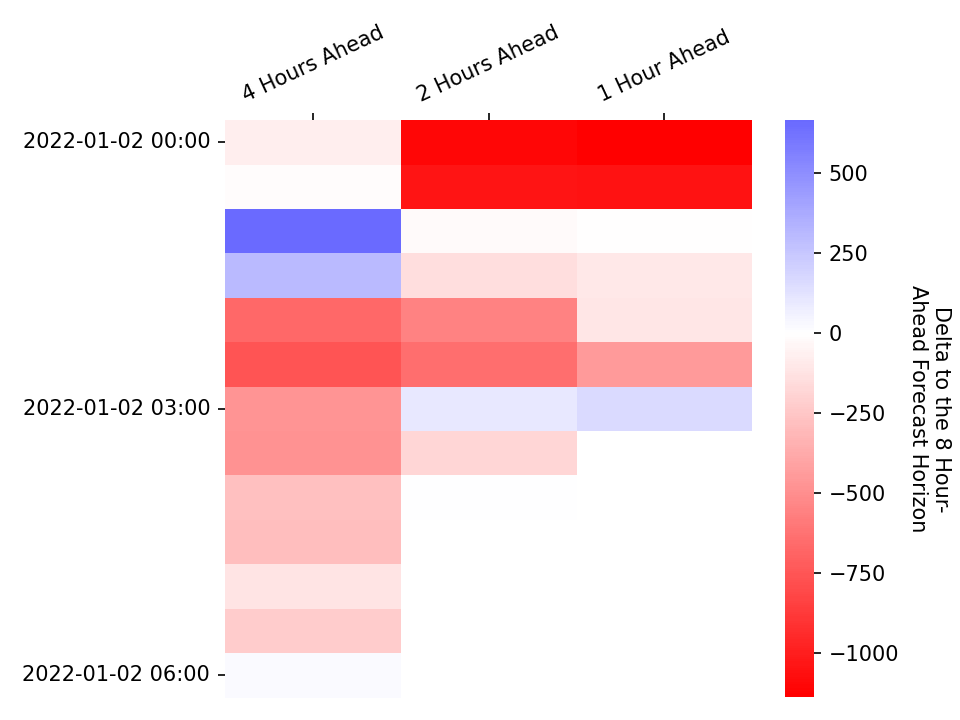 4 Hours Ahead
2 Hours Ahead
1 Hour Ahead
2022-01-02 00:00
2022-01-02 03:00
2022-01-02 06:00
500
250
0
−250
−500
−750
−1000
Delta to the 8 Hour-
Ahead Forecast Horizon